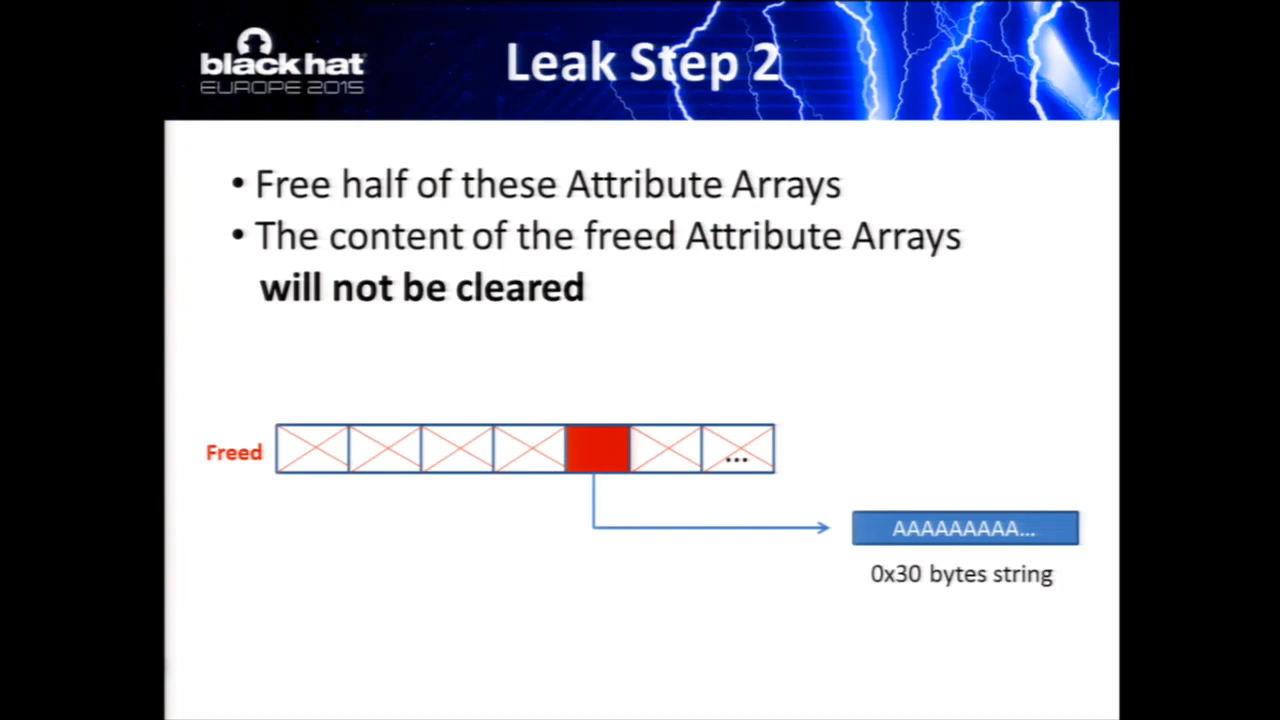 black hat
EUROPE 2015
Leak Step 2
• Free half of these Attribute Arrays
• The content of the freed Attribute Arrays
will not be cleared
Freed
...
AAAAAAAAA...
0x30 bytes string